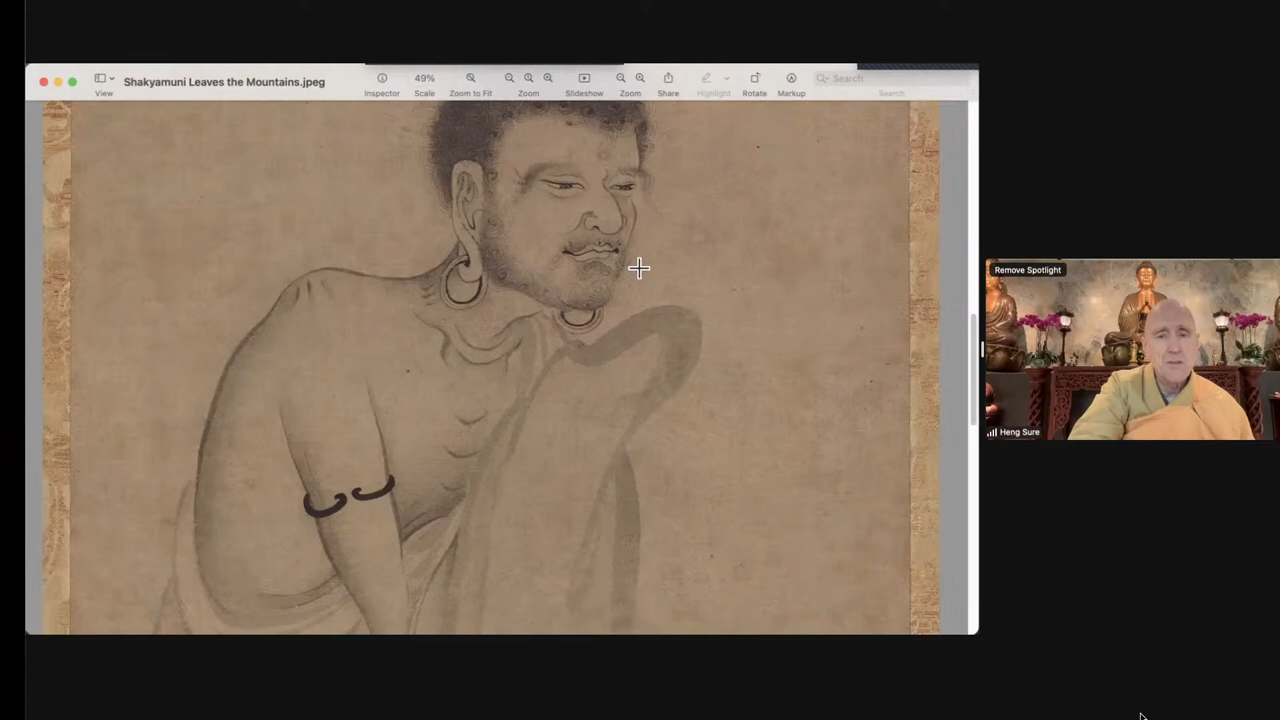 Shakyamuni Leaves the Mountains.jpeg
View
Inspector
49%
Scale
Zoom to Fit
Zoom
Slideshow
Zoom
Share
Highlight
Rotate
Markup
Search
Search
Remove Spotlight
Heng Sure